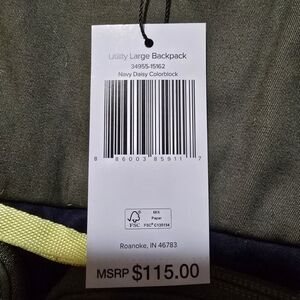 Utility Large Backpack
34955-15162
Navy Daisy Colorblock
8 86003 85911 7
FSC
MIX
Paper
Roanoke, IN 46783
MSRP $115.00